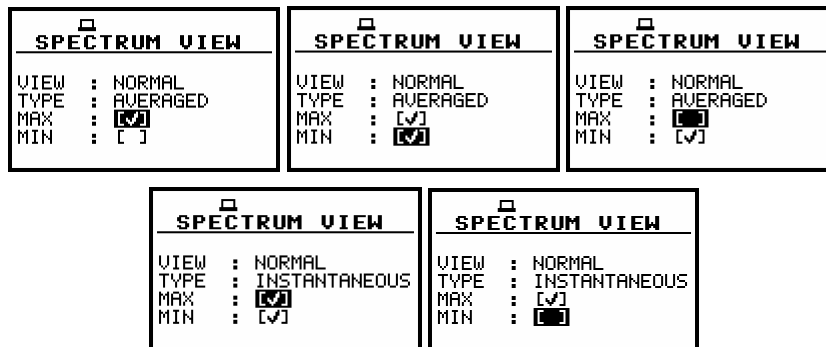 SPECTRUM VIEW
VIEW : NORMAL
TYPE : AVERAGED
MAX : [✓]
MIN : [ ]
SPECTRUM VIEW
VIEW : NORMAL
TYPE : AVERAGED
MAX : [✓]
MIN : [✓]
SPECTRUM VIEW
VIEW : NORMAL
TYPE : AVERAGED
MAX : [ ]
MIN : [✓]
SPECTRUM VIEW
VIEW : NORMAL
TYPE : INSTANTANEOUS
MAX : [✓]
MIN : [✓]
SPECTRUM VIEW
VIEW : NORMAL
TYPE : INSTANTANEOUS
MAX : [✓]
MIN : [ ]